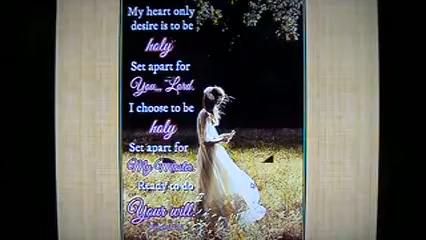 My heart only
desire is to be
holy
Set apart for
You... Lord.
I choose to be
holy
Set apart for
My Master.
Ready to do
Your will.